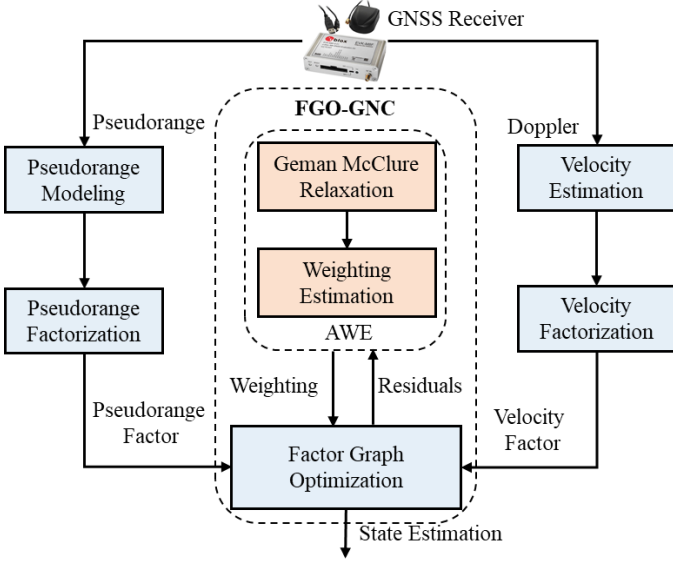 GNSS Receiver
FGO-GNC
Pseudorange
Doppler
Pseudorange
Modeling
Geman McClure
Relaxation
Velocity
Estimation
Weighting
Estimation
Pseudorange
Factorization
Velocity
Factorization
AWE
Weighting
Residuals
Pseudorange
Factor
Velocity
Factor
Factor Graph
Optimization
State Estimation